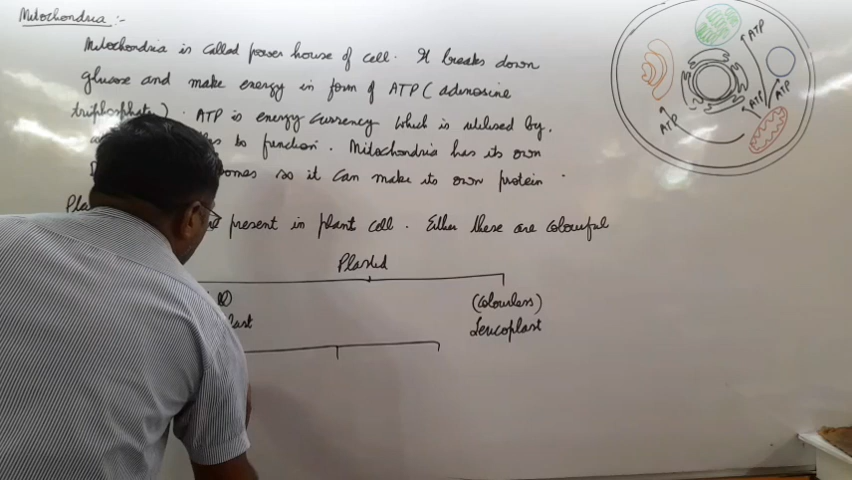 Mitochondria :-
Mitochondria is called power house of cell. It breaks down
glucose and make energy in form of ATP ( adenosine
triphosphate). ATP is energy currency which is utilised by.
to function. Mitochondria has its own
so it can make its own protein.
present in plant cell. Either these are colourful
Plastid
(Colourless)
Leucoplast
ATP
ATP
ATP
ATP